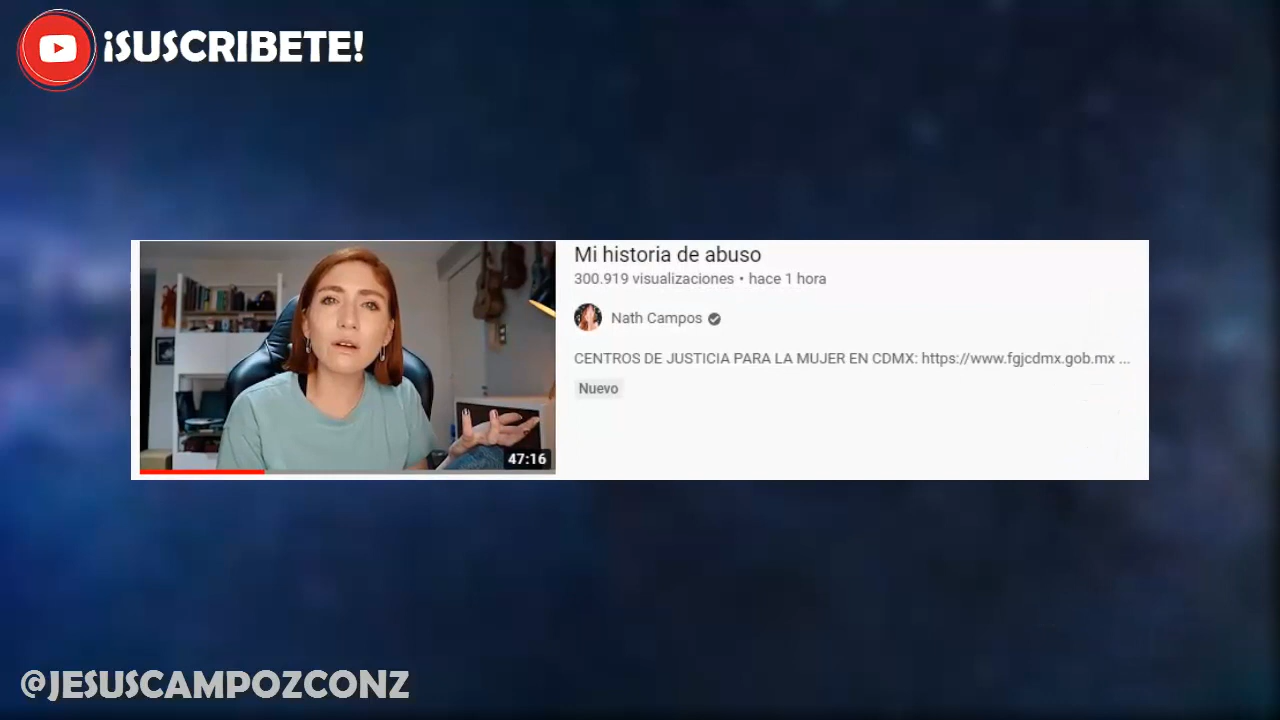 ¡SUSCRIBETE!
Mi historia de abuso
300.919 visualizaciones • hace 1 hora
Nath Campos
CENTROS DE JUSTICIA PARA LA MUJER EN CDMX: https://www.fgjcdmx.gob.mx ...
Nuevo
47:16
@JESUSCAMPOZCONZ